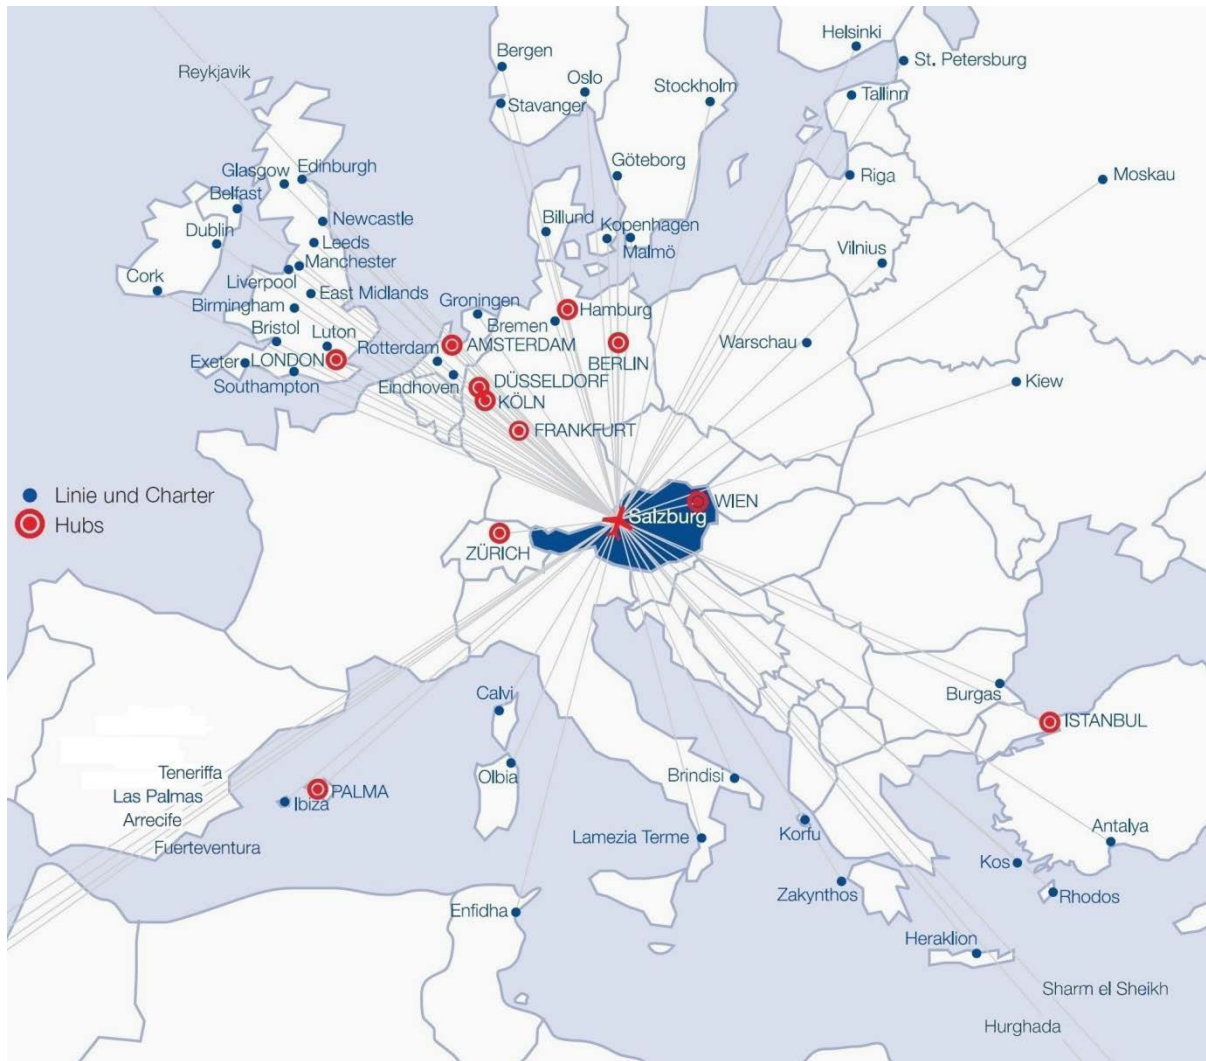 Helsinki
Bergen
St. Petersburg
Reykjavik
Oslo
Stockholm
Stavanger
Tallinn
Göteborg
Edinburgh
Glasgow
Riga
Moskau
Belfast
Newcastle
Billund
Kopenhagen
Dublin
Leeds
Malmö
Vilnius
Manchester
Cork
Liverpool
East Midlands
Groningen
Birmingham
Hamburg
Bremen
Bristol
Luton
Rotterdam
AMSTERDAM
Warschau
Exeter
LONDON
BERLIN
Southampton
Eindhoven
DÜSSELDORF
Kiew
KÖLN
FRANKFURT
Linie und Charter
Hubs
WIEN
Salzburg
ZÜRICH
Calvi
Burgas
ISTANBUL
Teneriffa
Olbia
Brindisi
Las Palmas
PALMA
Ibiza
Arrecife
Lamezia Terme
Korfu
Antalya
Fuerteventura
Kos
Zakynthos
Rhodos
Enfidha
Heraklion
Sharm el Sheikh
Hurghada